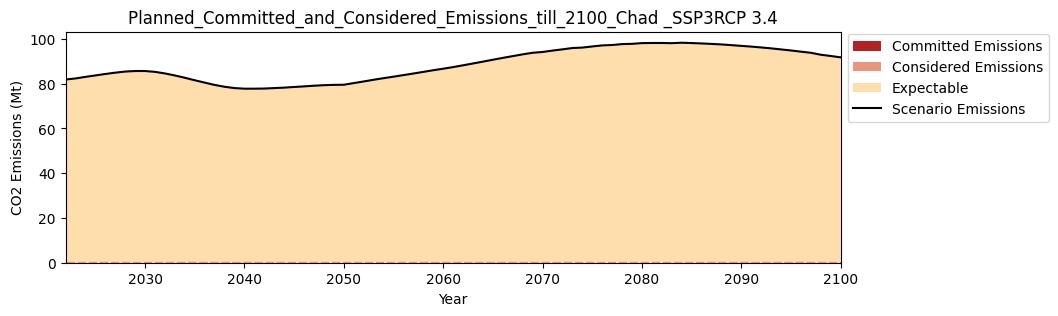 Planned_Committed_and_Considered_Emissions_till_2100_Chad _SSP3RCP 3.4
100
80
60
40
20
0
CO2 Emissions (Mt)
2030
2040
2050
2060
2070
2080
2090
2100
Year
Committed Emissions
Considered Emissions
Expectable
Scenario Emissions